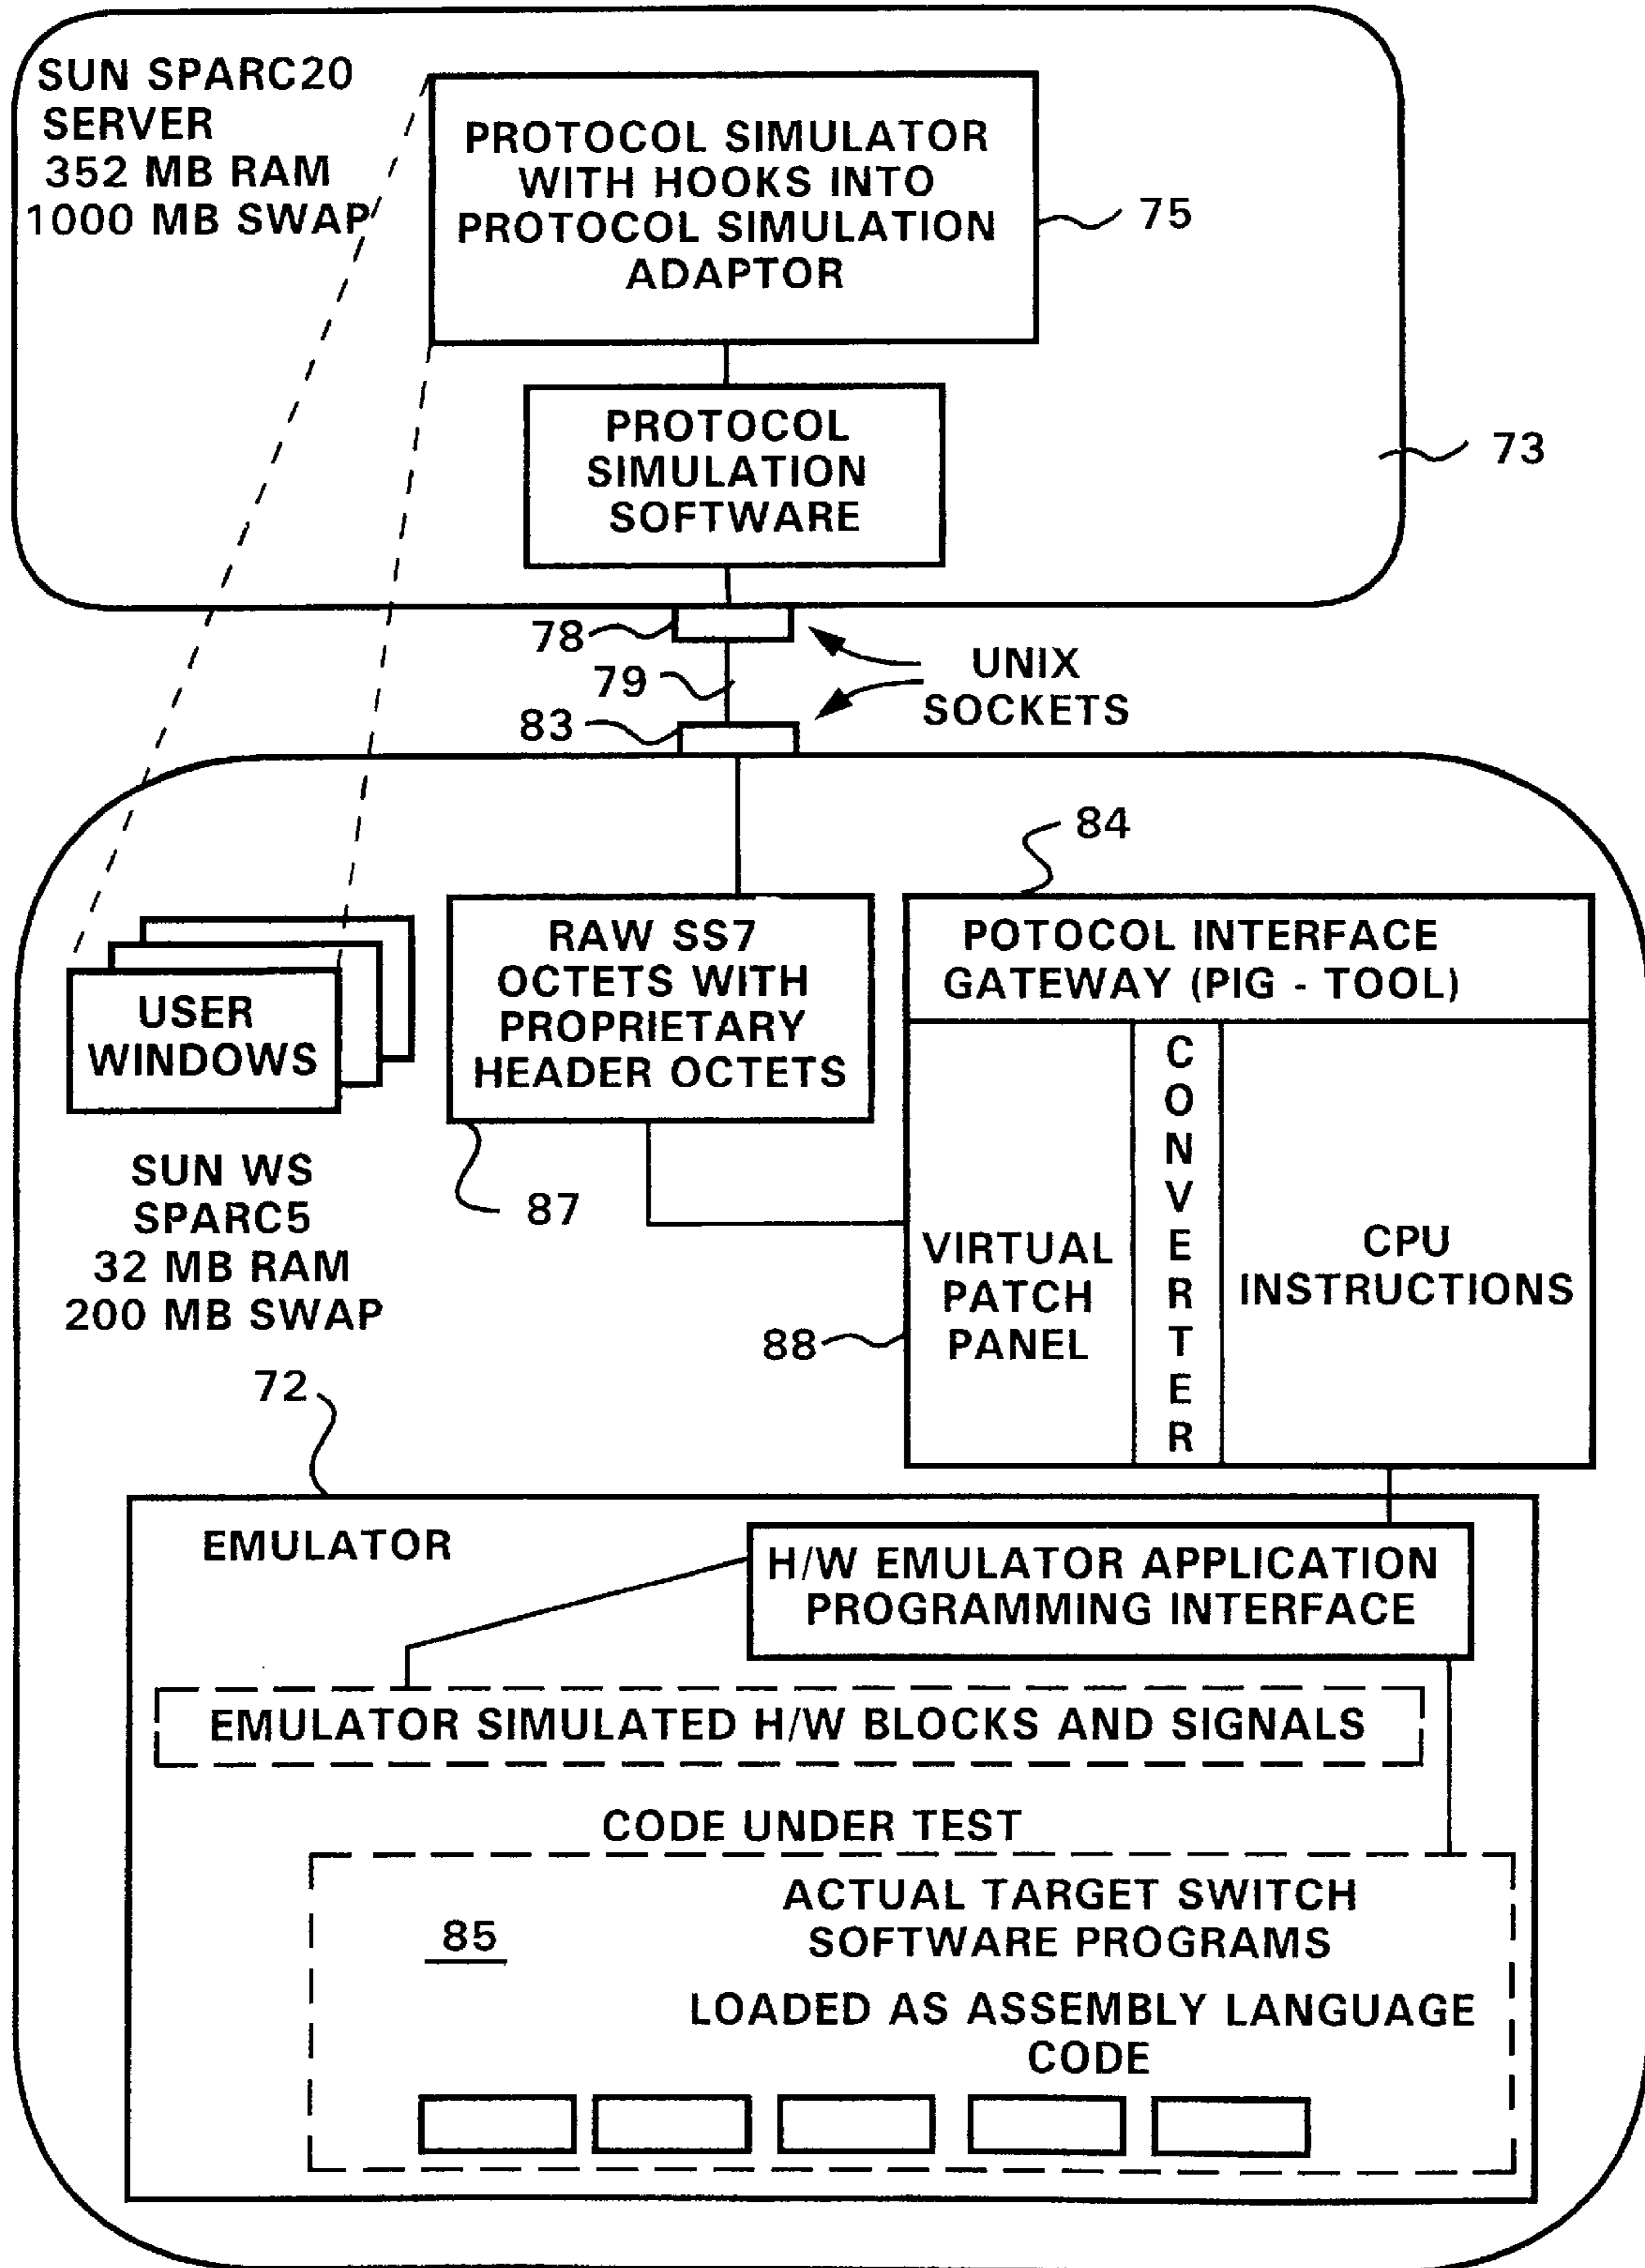 SUN SPARC20
SERVER
352 MB RAM
1000 MB SWAP
PROTOCOL SIMULATOR
WITH HOOKS INTO
PROTOCOL SIMULATION
ADAPTOR
75
PROTOCOL
SIMULATION
SOFTWARE
73
78
79
83
UNIX
SOCKETS
84
USER
WINDOWS
RAW SS7
OCTETS WITH
PROPRIETARY
HEADER OCTETS
87
POTOCOL INTERFACE
GATEWAY (PIG - TOOL)
VIRTUAL
PATCH
PANEL
88
CONVERTER
CPU
INSTRUCTIONS
SUN WS
SPARC5
32 MB RAM
200 MB SWAP
72
EMULATOR
H/W EMULATOR APPLICATION
PROGRAMMING INTERFACE
EMULATOR SIMULATED H/W BLOCKS AND SIGNALS
CODE UNDER TEST
85
ACTUAL TARGET SWITCH
SOFTWARE PROGRAMS
LOADED AS ASSEMBLY LANGUAGE
CODE